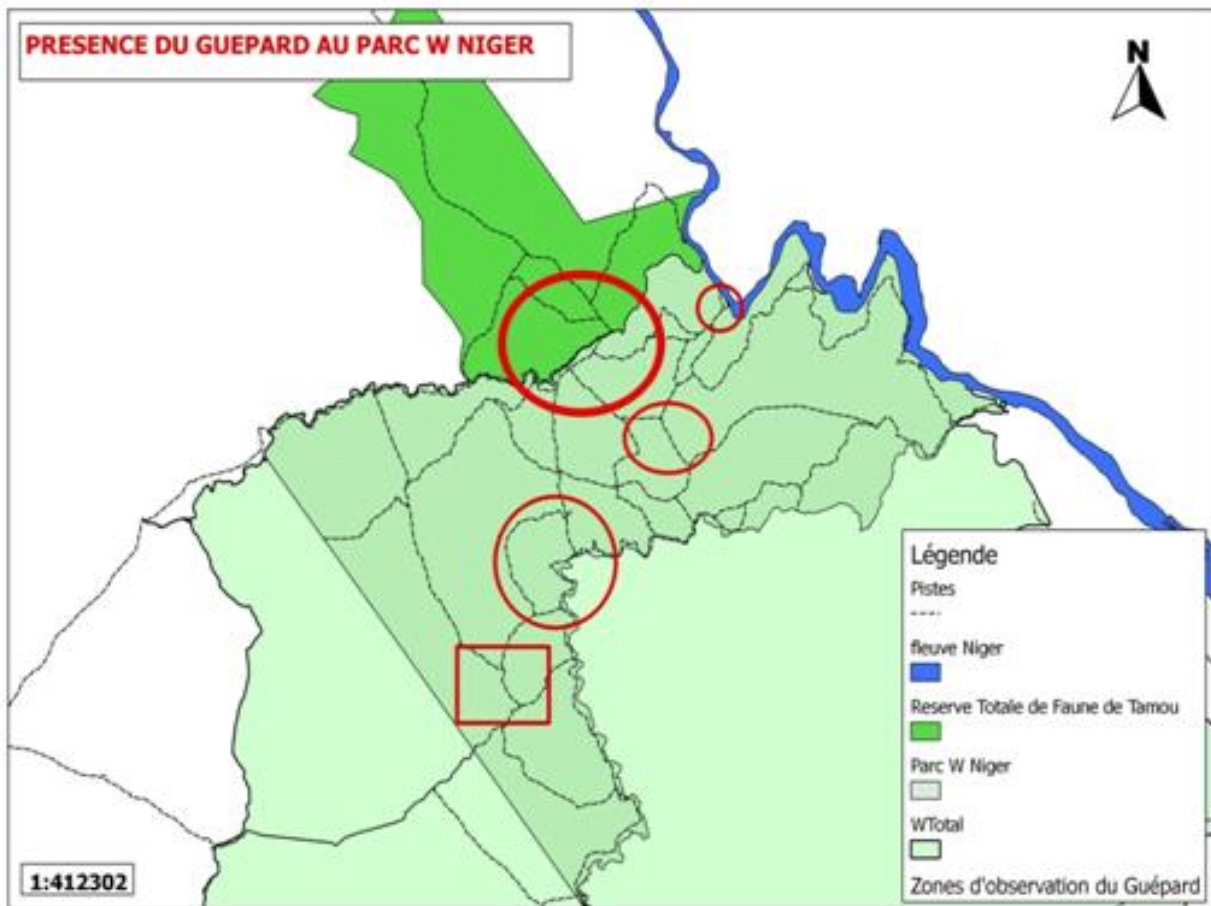 PRESENCE DU GUEPARD AU PARC W NIGER
N
Légende
Pistes
fleuve Niger
Reserve Totale de Faune de Tamou
Parc W Niger
WTotal
Zones d'observation du Guépard
1:412302